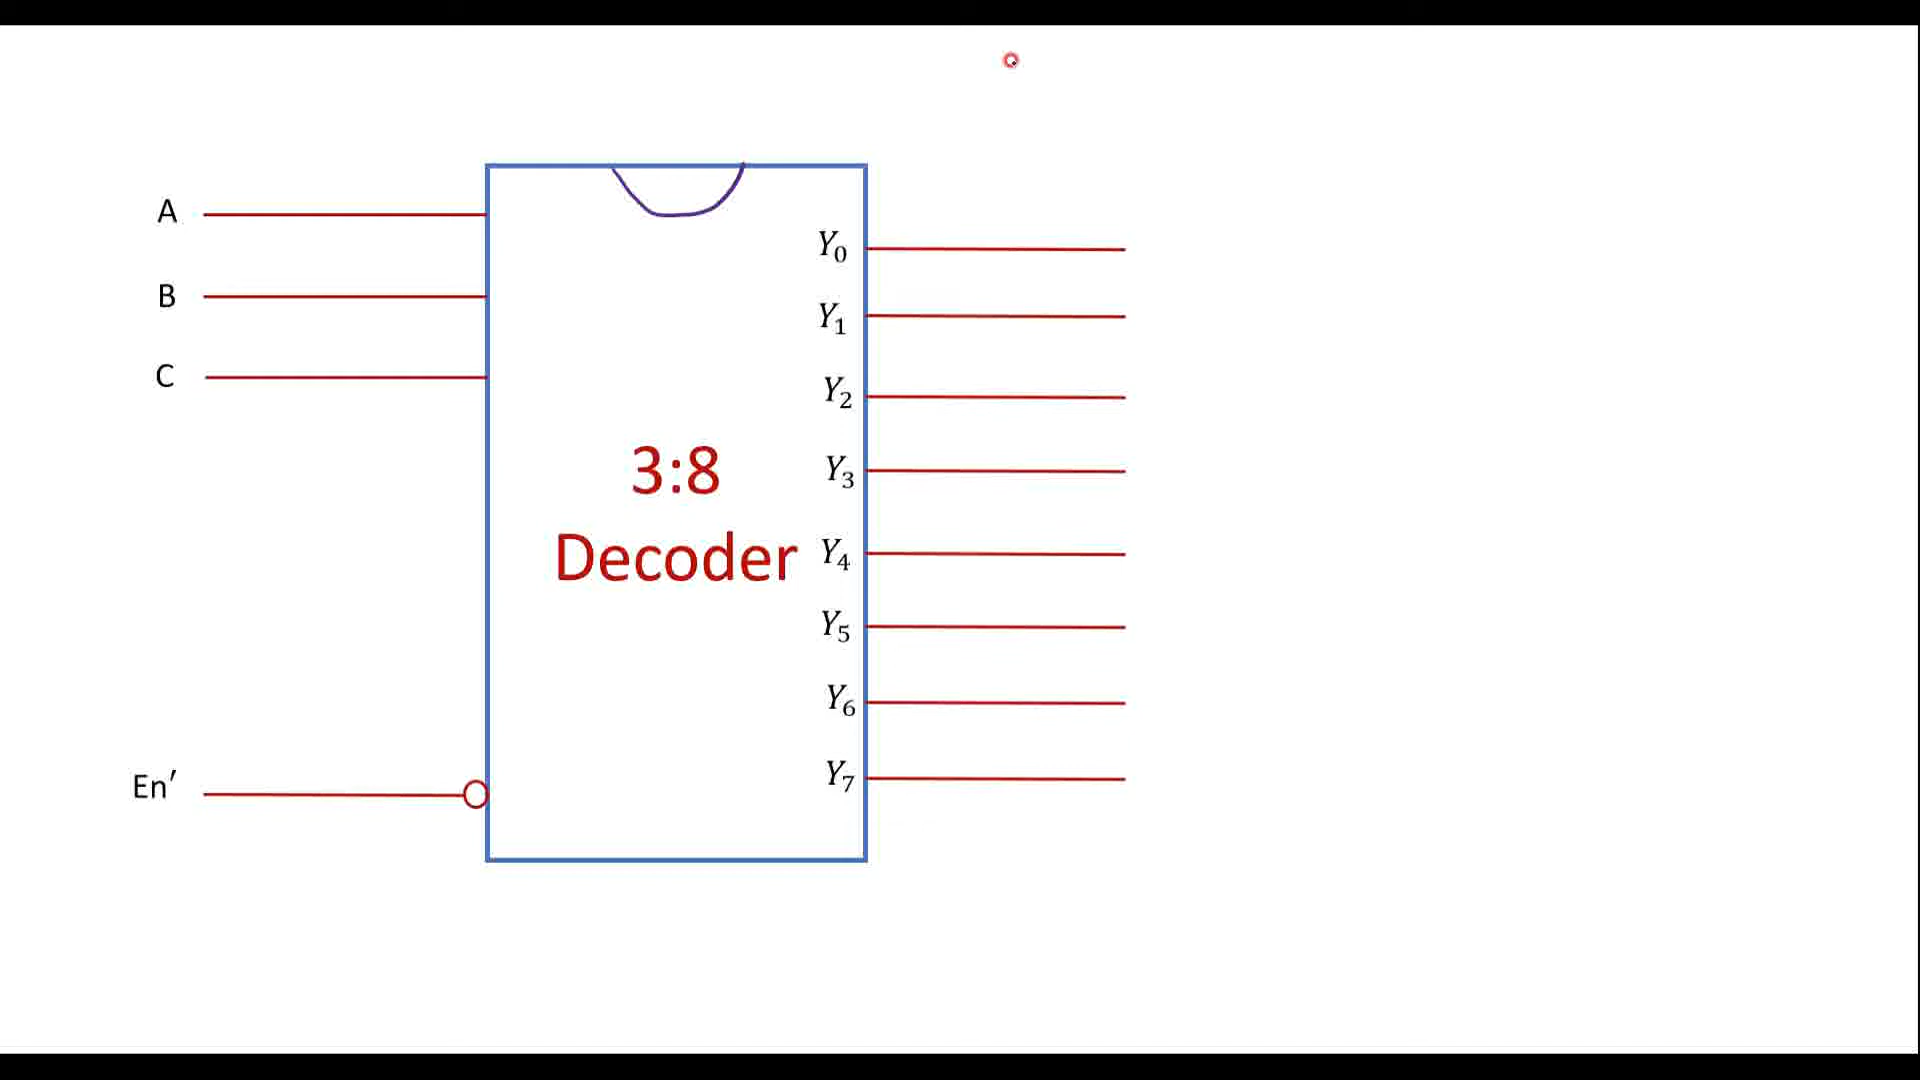 A
B
C
En′
3:8
Decoder
Y₀
Y₁
Y₂
Y₃
Y₄
Y₅
Y₆
Y₇